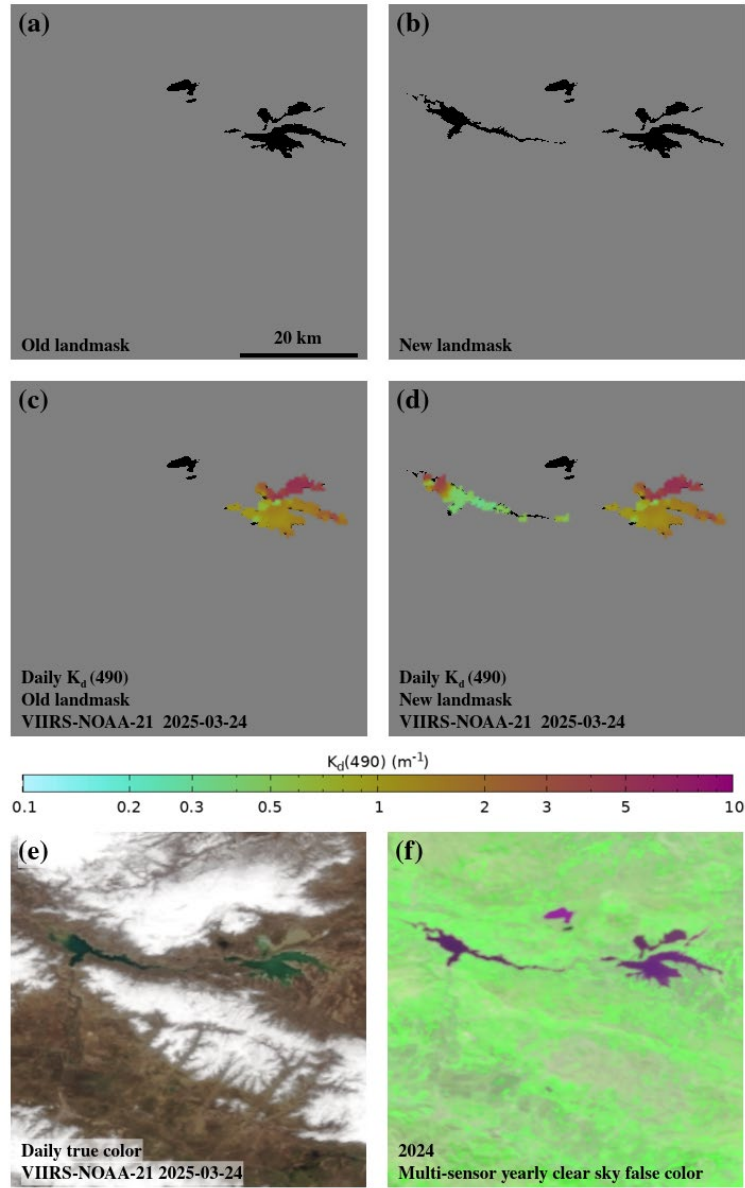 (a)
(b)
Old landmask
20 km
New landmask
(c)
(d)
Daily Kd(490)
Old landmask
VIIRS-NOAA-21 2025-03-24
Daily Kd(490)
New landmask
VIIRS-NOAA-21 2025-03-24
Kd(490) (m⁻¹)
0.1 0.2 0.3 0.5 1 2 3 5 10
(e)
(f)
Daily true color
VIIRS-NOAA-21 2025-03-24
2024
Multi-sensor yearly clear sky false color